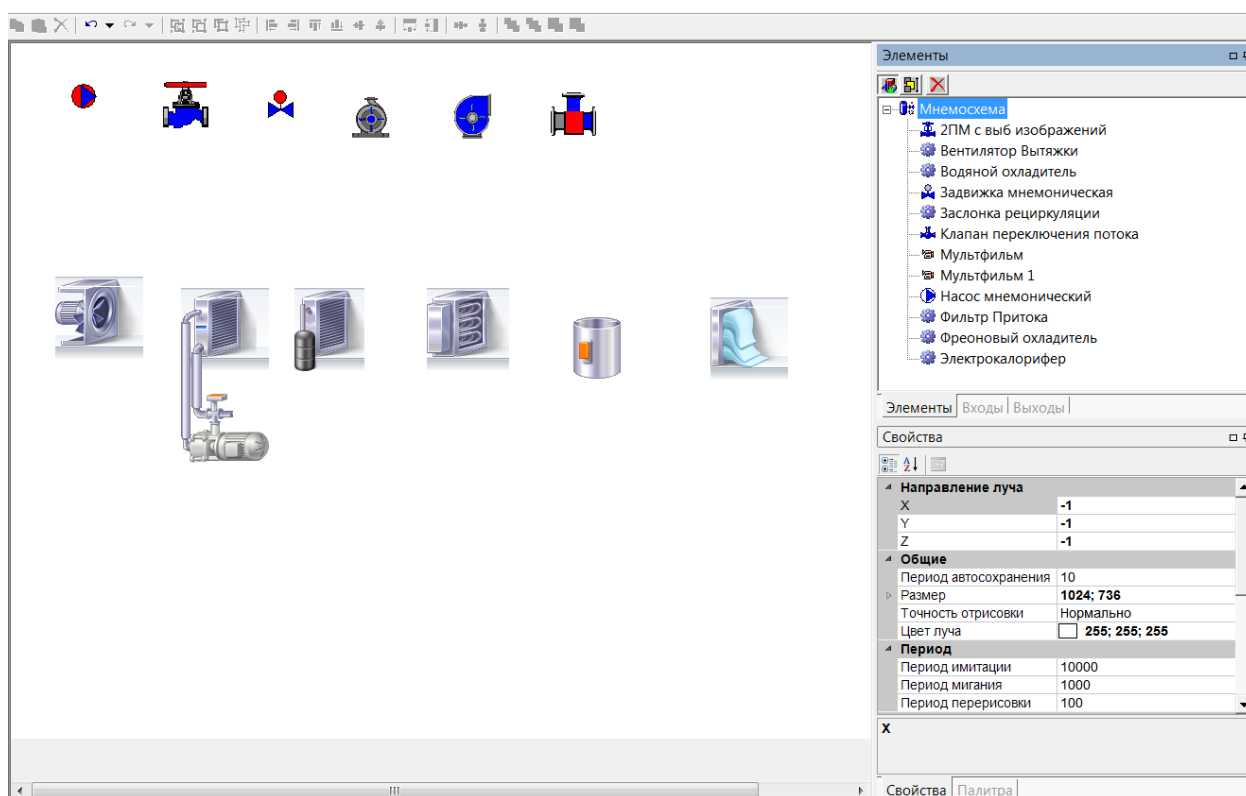 Элементы
Мнемосхема
2ПМ с выб изображений
Вентилятор Вытяжки
Водяной охладитель
Задвижка мнемоническая
Заслонка рециркуляции
Клапан переключения потока
Мультфильм
Мультфильм 1
Насос мнемонический
Фильтр Притока
Фреоновый охладитель
Электрокалорифер
Элементы Входы Выходы
Свойства
Направление луча
X -1
Y -1
Z -1
Общие
Период автосохранения 10
Размер 1024; 736
Точность отрисовки Нормально
Цвет луча 255; 255; 255
Период
Период имитации 10000
Период мигания 1000
Период перерисовки 100
X
Свойства Палитра